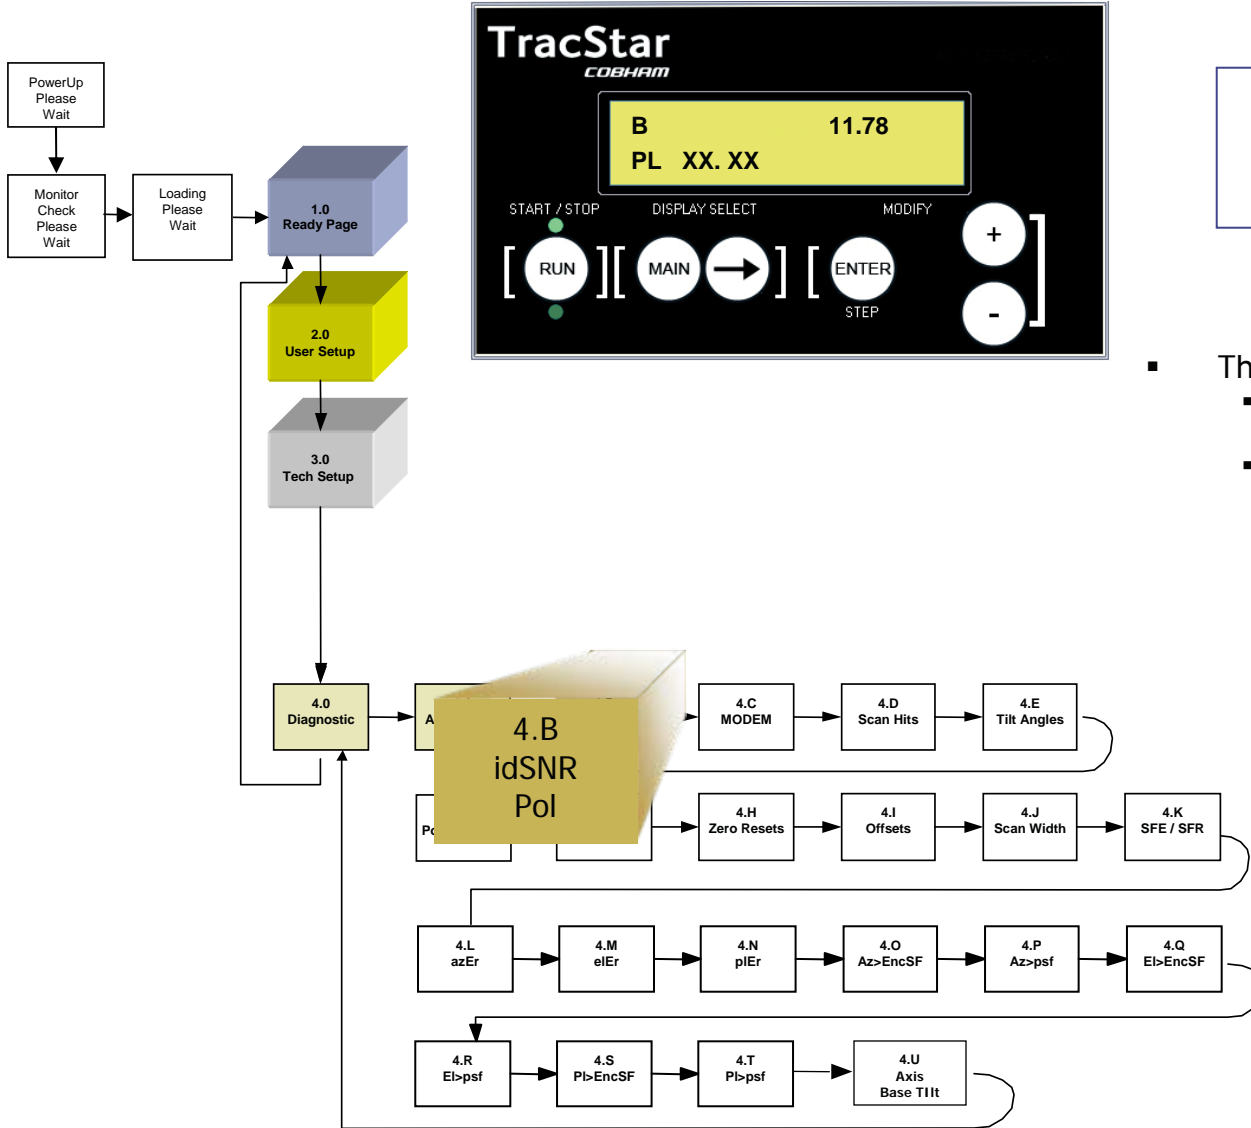 TracStar
COBHAM
B 11.78
PL XX. XX
START / STOP DISPLAY SELECT MODIFY
RUN
MAIN
ENTER
STEP
+
-
PowerUp
Please
Wait
Monitor
Check
Please
Wait
Loading
Please
Wait
1.0
Ready Page
2.0
User Setup
3.0
Tech Setup
4.0
Diagnostic
4.B
idSNR
Pol
4.C
MODEM
4.D
Scan Hits
4.E
Tilt Angles
4.H
Zero Resets
4.I
Offsets
4.J
Scan Width
4.K
SFE / SFR
4.L
azEr
4.M
elEr
4.N
plEr
4.O
Az>EncSF
4.P
Az>psf
4.Q
El>EncSF
4.R
El>psf
4.S
Pl>EncSF
4.T
Pl>psf
4.U
Axis
Base TIlt